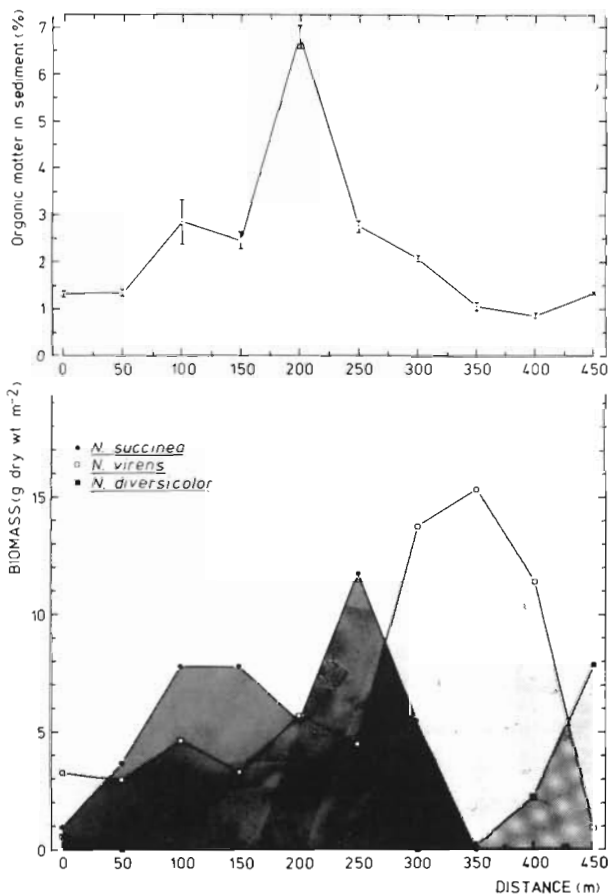 Organic matter in sediment (%)
7
6
5
4
3
2
1
0
0 50 100 150 200 250 300 350 400 450
BIOMASS (g dry wt m⁻²)
• N. succinea
□ N. virens
■ N. diversicolor
15
10
5
0
0 50 100 150 200 250 300 350 400 450
DISTANCE (m)